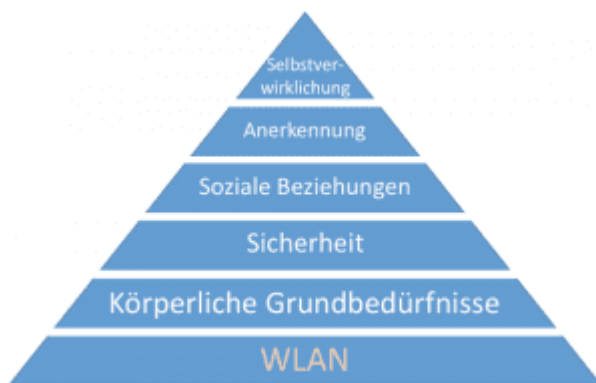 Selbstver-
wirklichung
Anerkennung
Soziale Beziehungen
Sicherheit
Körperliche Grundbedürfnisse
WLAN